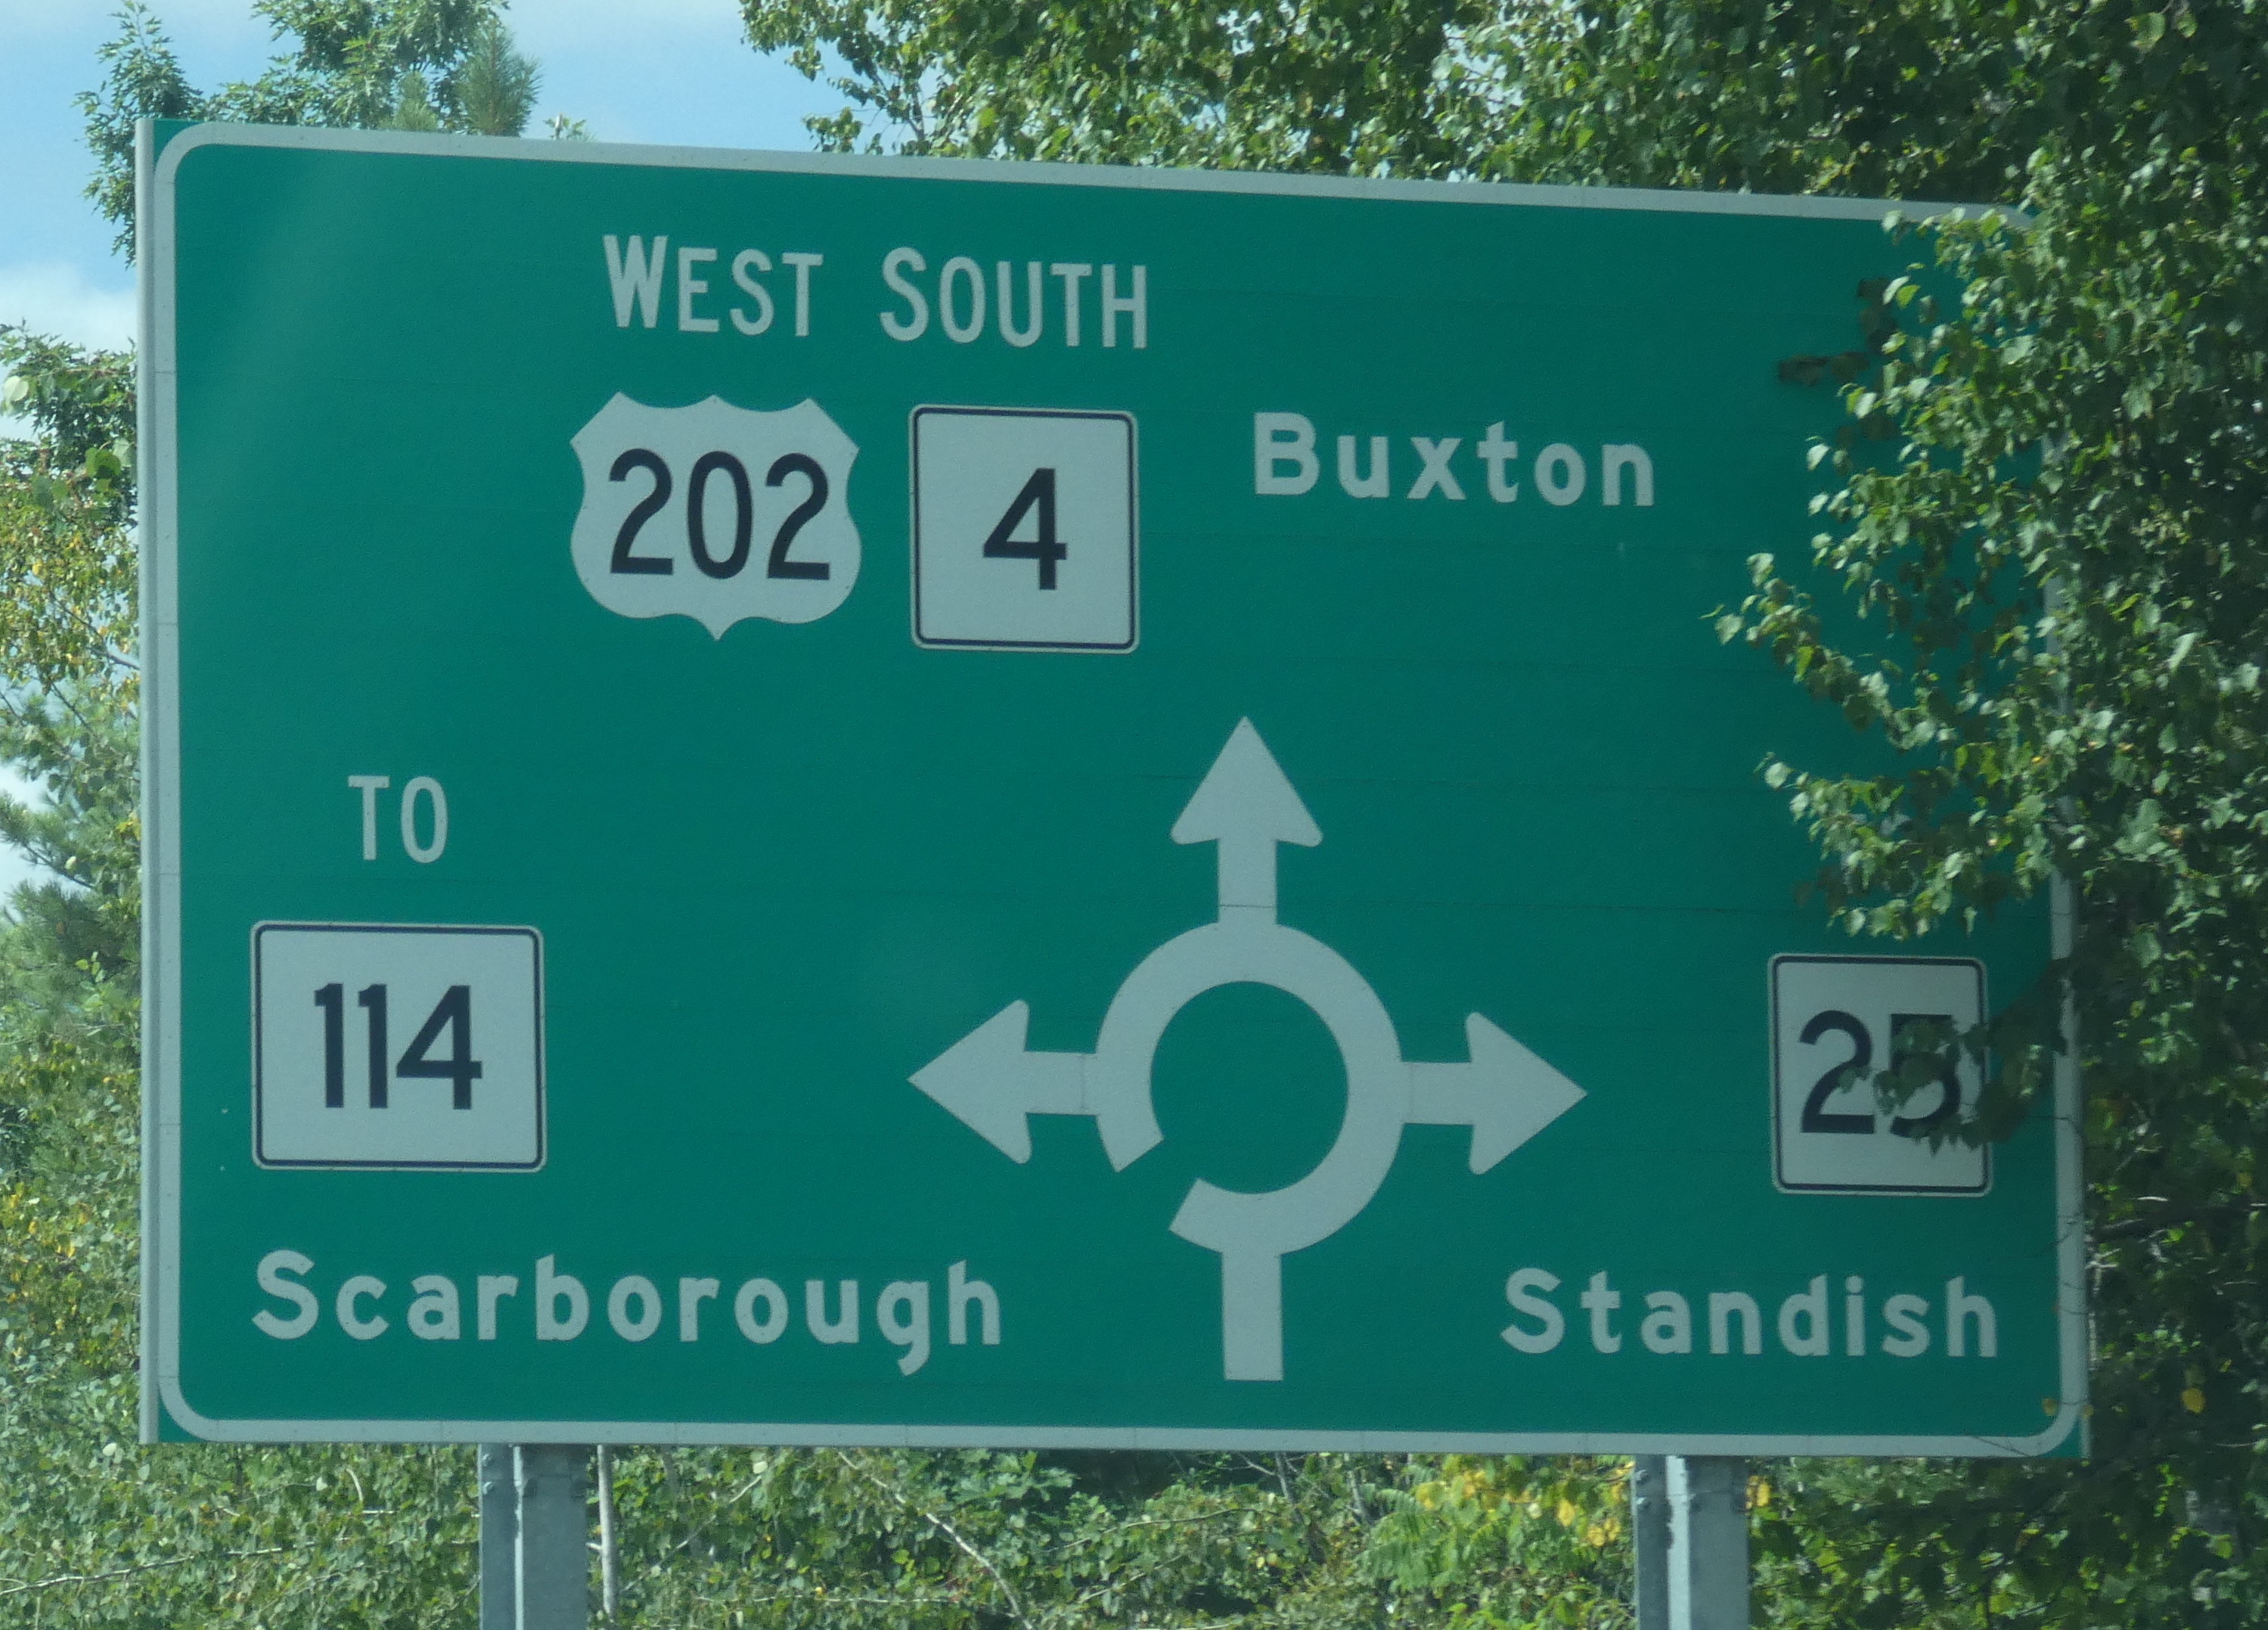 WEST SOUTH
202 4 Buxton
TO
114 25
Scarborough Standish